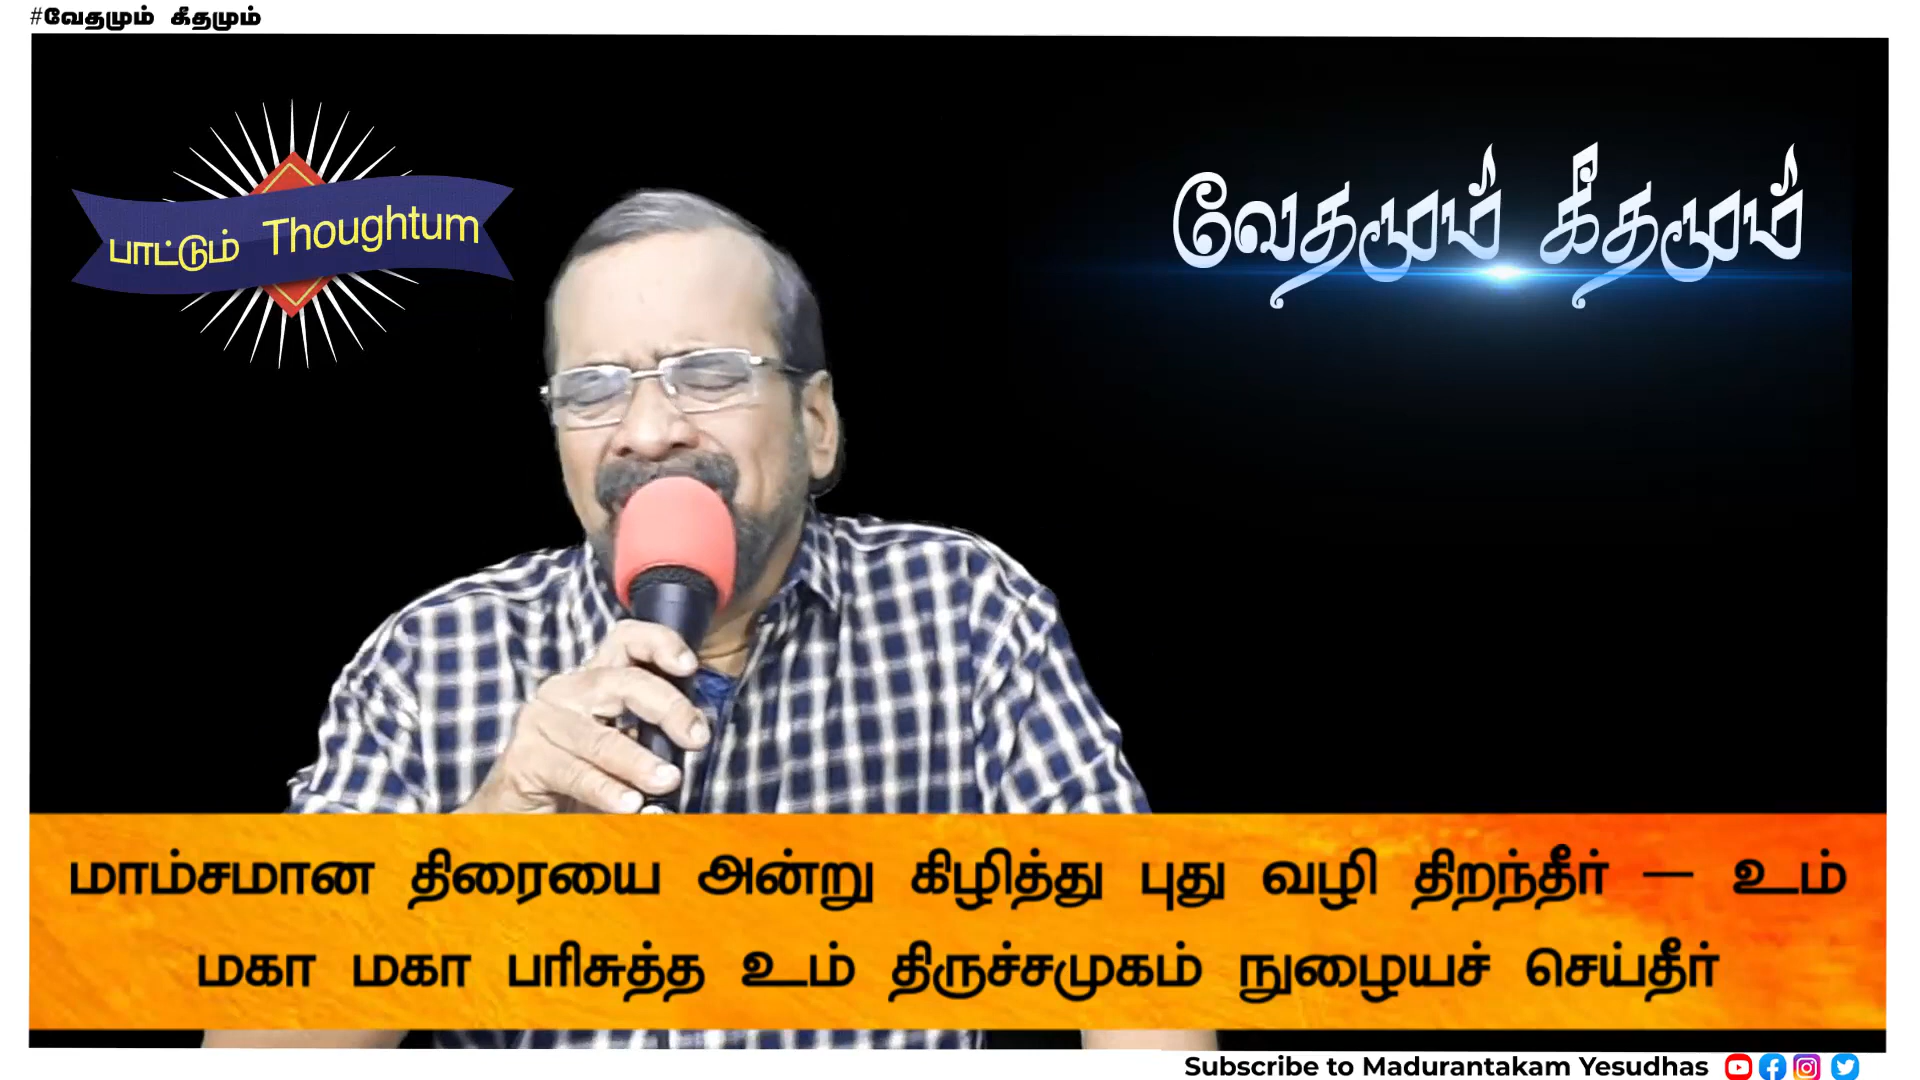 #வேதமும் கீதமும்
பாட்டும் Thoughtum
வேதமும் கீதமும்
மாம்சமான திரையை அன்று கிழித்து புது வழி திறந்தீர் – உம்
மகா மகா பரிசுத்த உம் திருச்சமுகம் நுழையச் செய்தீர்
Subscribe to Madurantakam Yesudhas